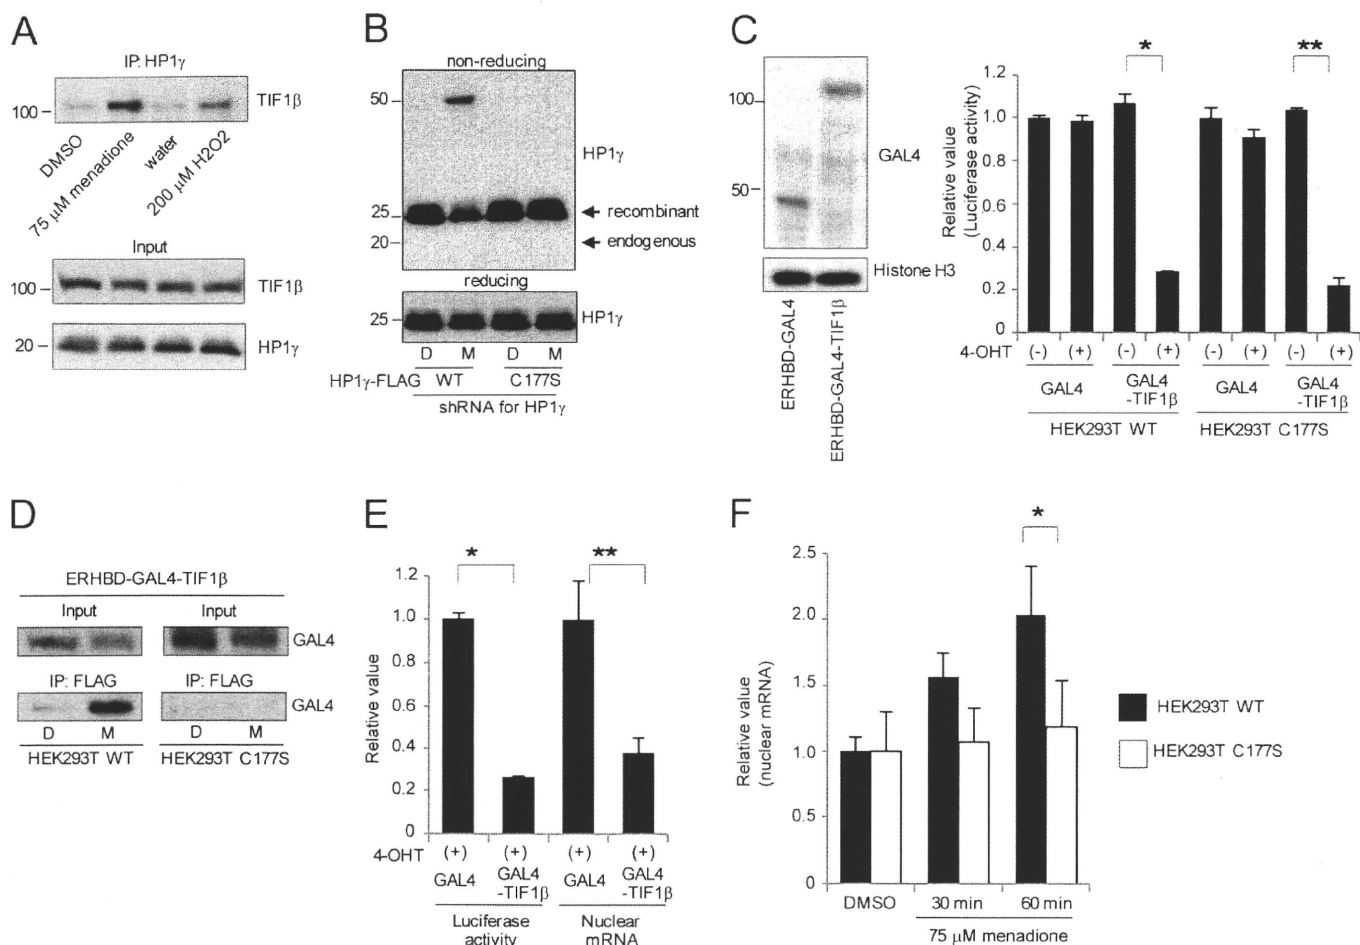 A
IP: HP1γ
100
TIF1β
DMSO
75 μM menadione
water
200 μM H2O2
Input
100
TIF1β
20
HP1γ
B
non-reducing
50
HP1γ
25
recombinant
20
endogenous
reducing
25
HP1γ
D M D M
HP1γ-FLAG WT C177S
shRNA for HP1γ
C
100
GAL4
50
Histone H3
ERHBD-GAL4
ERHBD-GAL4-TIF1β
* **
Relative value
(Luciferase activity)
1.2
1.0
0.8
0.6
0.4
0.2
0
4-OHT (-) (+) (-) (+) (-) (+) (-) (+)
GAL4 GAL4 GAL4 GAL4
-TIF1β -TIF1β
HEK293T WT HEK293T C177S
D
ERHBD-GAL4-TIF1β
Input Input
GAL4
IP: FLAG IP: FLAG
GAL4
D M D M
HEK293T WT HEK293T C177S
E
* **
Relative value
1.2
1.0
0.8
0.6
0.4
0.2
0
4-OHT (+) (+) (+) (+)
GAL4 GAL4 GAL4 GAL4
-TIF1β -TIF1β
Luciferase Nuclear
activity mRNA
F
*
Relative value
(nuclear mRNA)
2.5
2.0
1.5
1.0
0.5
0
DMSO 30 min 60 min
75 μM menadione
HEK293T WT
HEK293T C177S